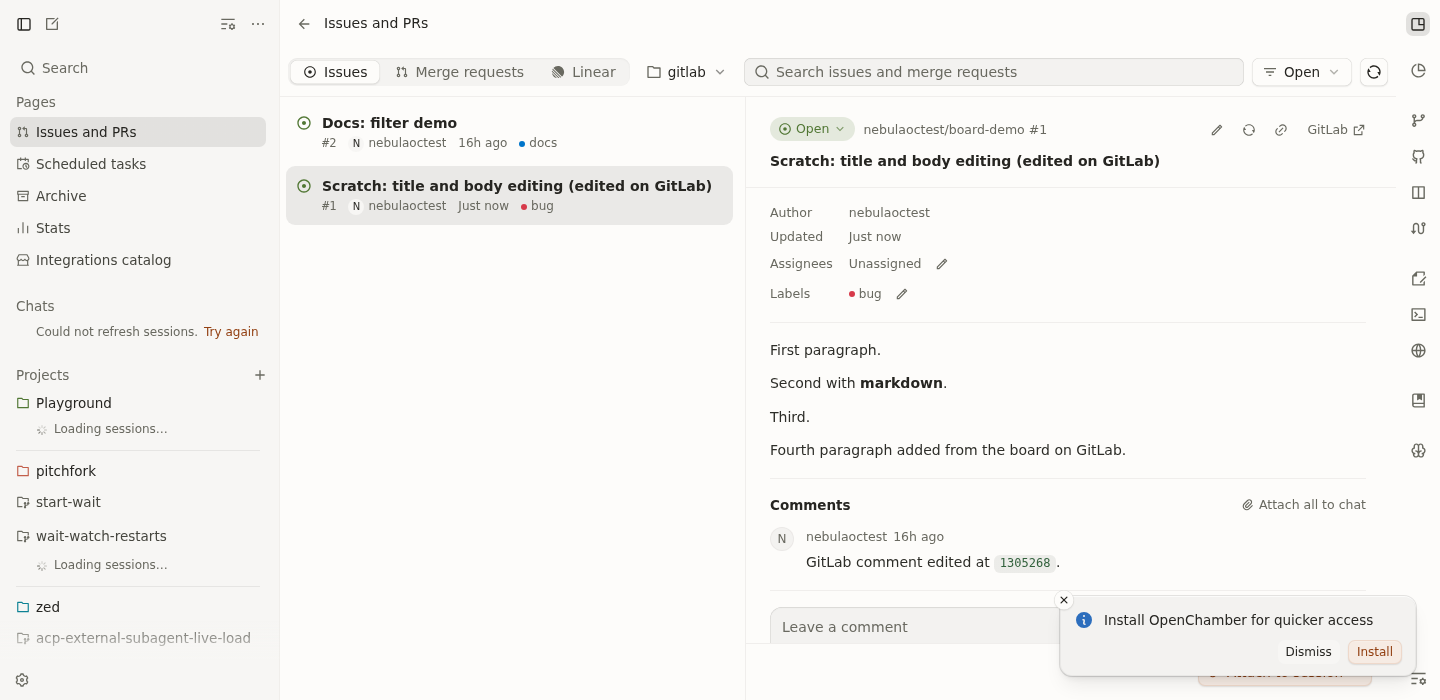 Issues and PRs
Search
Pages
Issues and PRs
Scheduled tasks
Archive
Stats
Integrations catalog
Chats
Could not refresh sessions. Try again
Projects
Playground
Loading sessions...
pitchfork
start-wait
wait-watch-restarts
Loading sessions...
zed
acp-external-subagent-live-load
Issues
Merge requests
Linear
gitlab
Search issues and merge requests
Open
Docs: filter demo
#2 N nebulaoctest 16h ago docs
Scratch: title and body editing (edited on GitLab)
#1 N nebulaoctest Just now bug
Open nebulaoctest/board-demo #1 GitLab
Scratch: title and body editing (edited on GitLab)
Author nebulaoctest
Updated Just now
Assignees Unassigned
Labels bug
First paragraph.
Second with markdown.
Third.
Fourth paragraph added from the board on GitLab.
Comments Attach all to chat
N nebulaoctest 16h ago
GitLab comment edited at 1305268.
Leave a comment
Install OpenChamber for quicker access
Dismiss Install